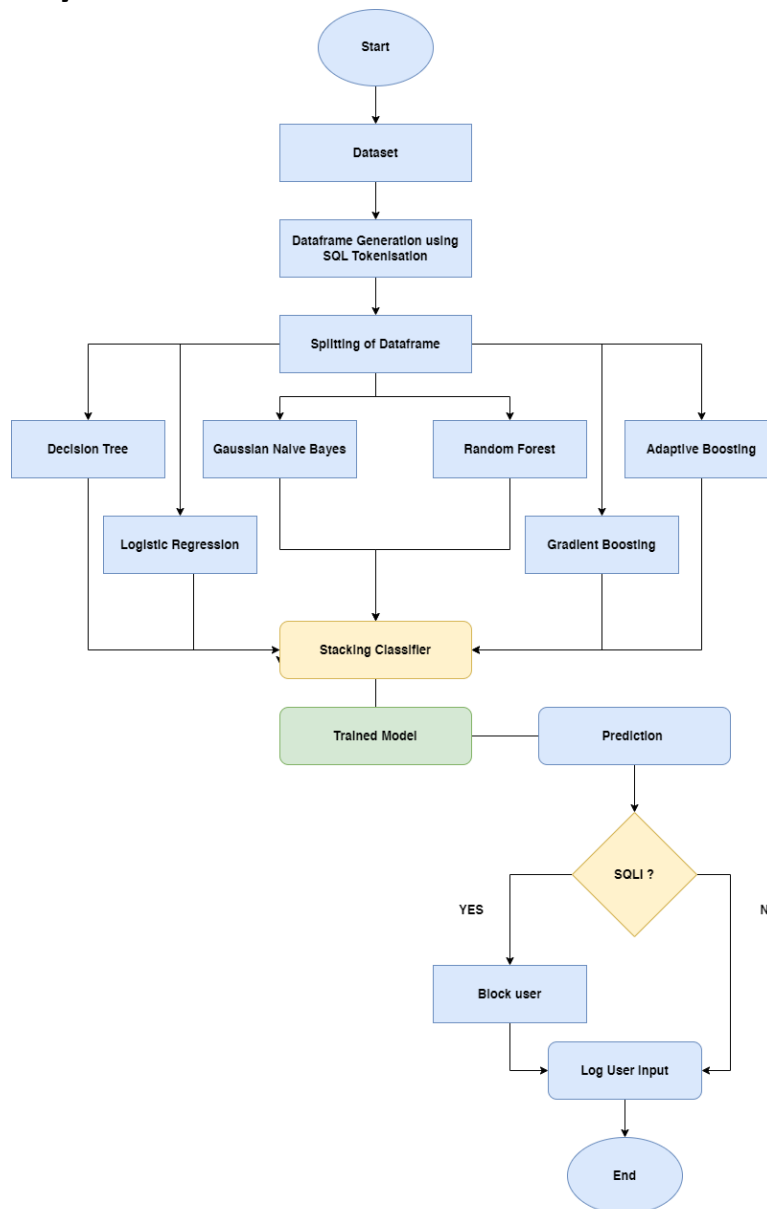 Start
Dataset
Dataframe Generation using
SQL Tokenisation
Splitting of Dataframe
Decision Tree
Gaussian Naive Bayes
Random Forest
Adaptive Boosting
Logistic Regression
Gradient Boosting
Stacking Classifier
Trained Model
Prediction
SQLI ?
YES
N
Block user
Log User Input
End